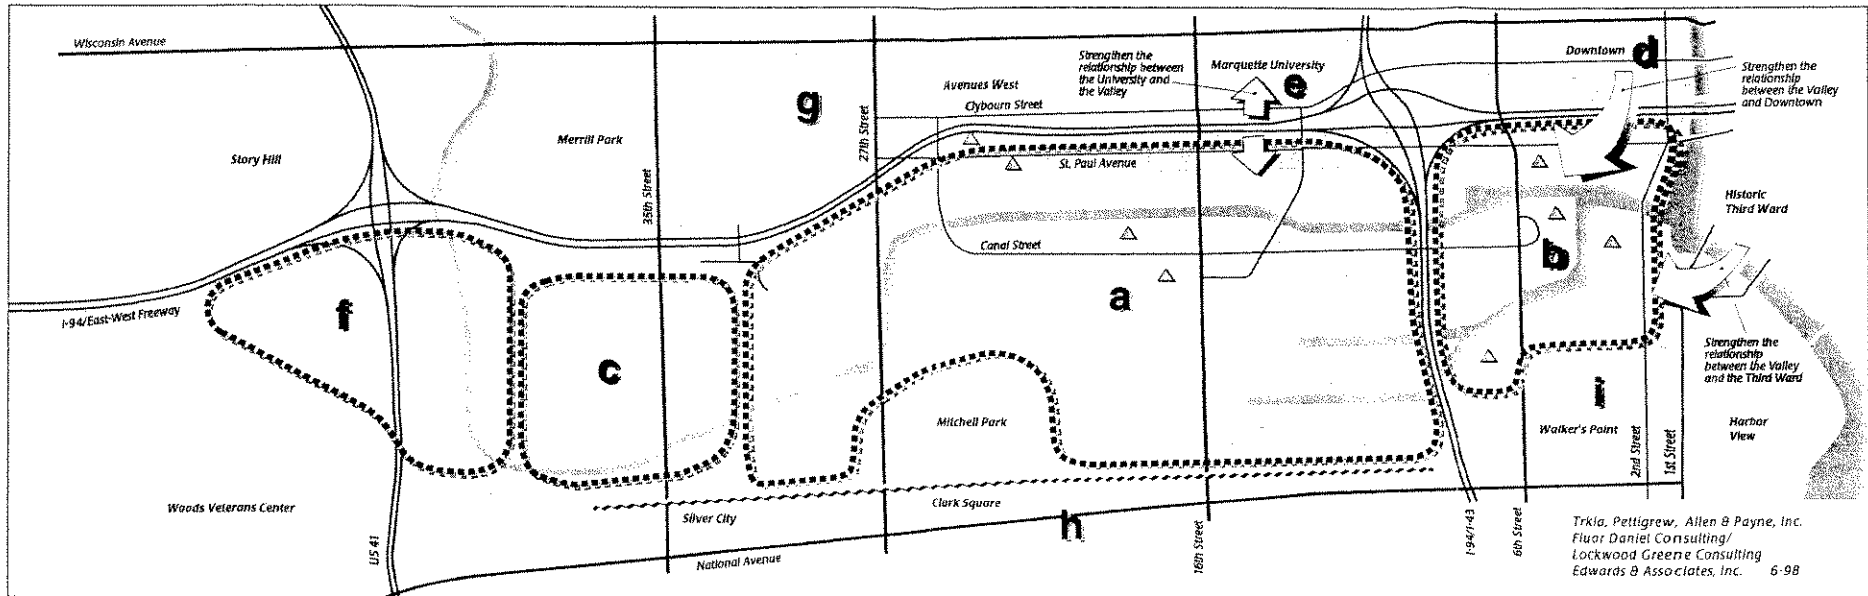 Wisconsin Avenue
Strengthen the
relationship between
the University and
the Valley
Marquette University
e
Downtown
d
Strengthen the
relationship
between the Valley
and Downtown
Avenues West
Clybourn Street
g
27th Street
Merrill Park
Story Hill
35th Street
St. Paul Avenue
Historic
Third Ward
Canal Street
b
a
I-94/East-West Freeway
f
c
Strengthen the
relationship
between the Valley
and the Third Ward
Mitchell Park
Walker's Point
2nd Street
1st Street
Harbor
View
Woods Veterans Center
Silver City
Clark Square
h
US 41
National Avenue
16th Street
I-94/I-43
6th Street
Trkla, Pettigrew, Allen & Payne, Inc.
Fluor Daniel Consulting/
Lockwood Greene Consulting
Edwards & Associates, Inc. 6-98